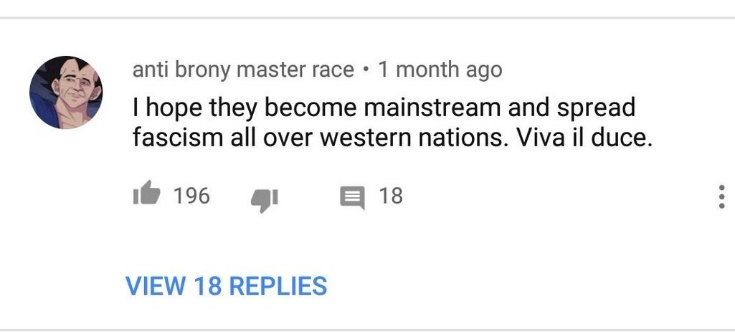 anti brony master race • 1 month ago
I hope they become mainstream and spread
fascism all over western nations. Viva il duce.
196 18
VIEW 18 REPLIES